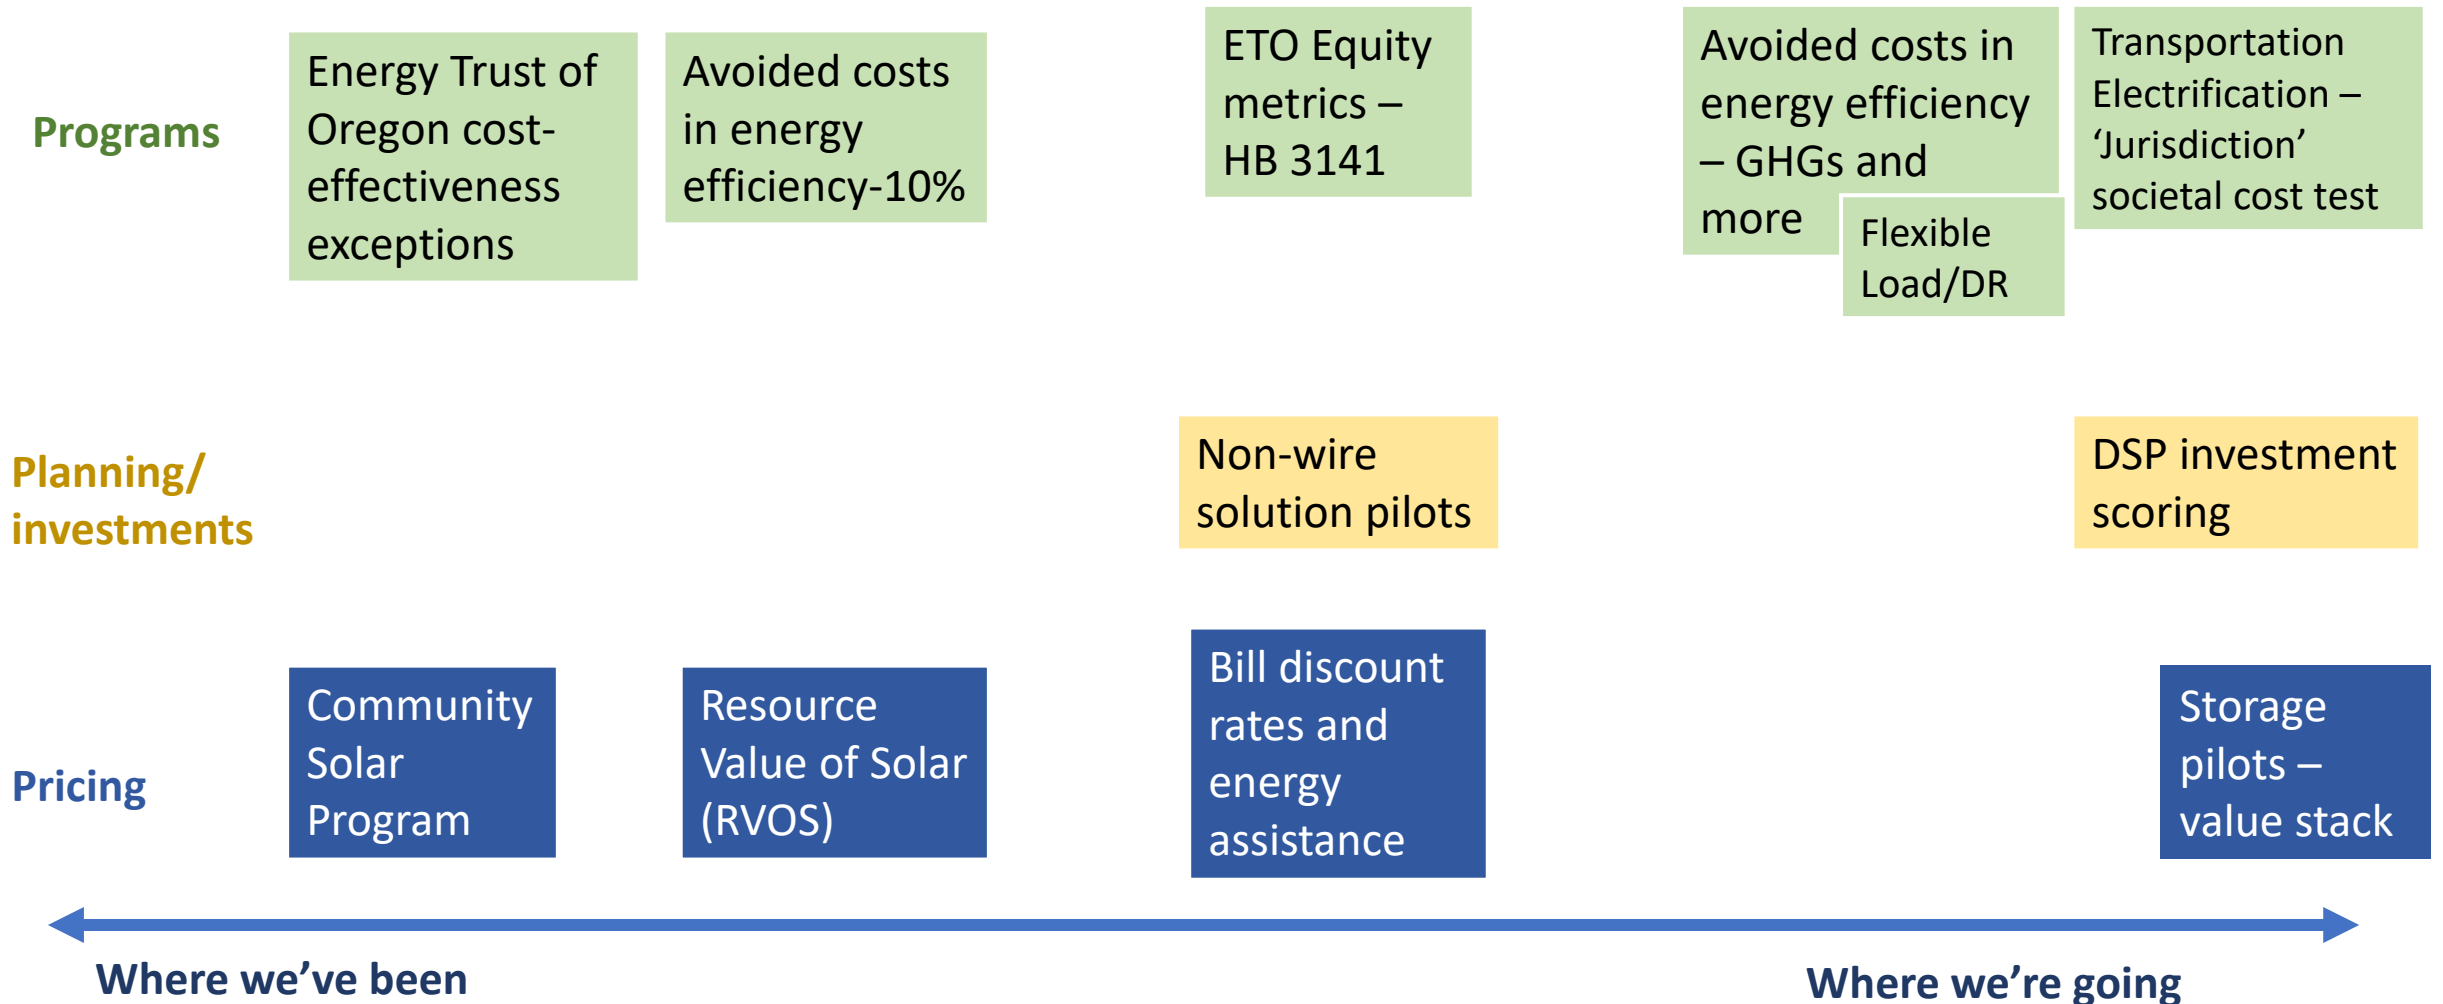 Programs
Energy Trust of
Oregon cost-
effectiveness
exceptions
Avoided costs
in energy
efficiency-10%
ETO Equity
metrics –
HB 3141
Avoided costs in
energy efficiency
– GHGs and
more
Flexible
Load/DR
Transportation
Electrification –
‘Jurisdiction’
societal cost test
Planning/
investments
Non-wire
solution pilots
DSP investment
scoring
Pricing
Community
Solar
Program
Resource
Value of Solar
(RVOS)
Bill discount
rates and
energy
assistance
Storage
pilots –
value stack
Where we’ve been
Where we’re going